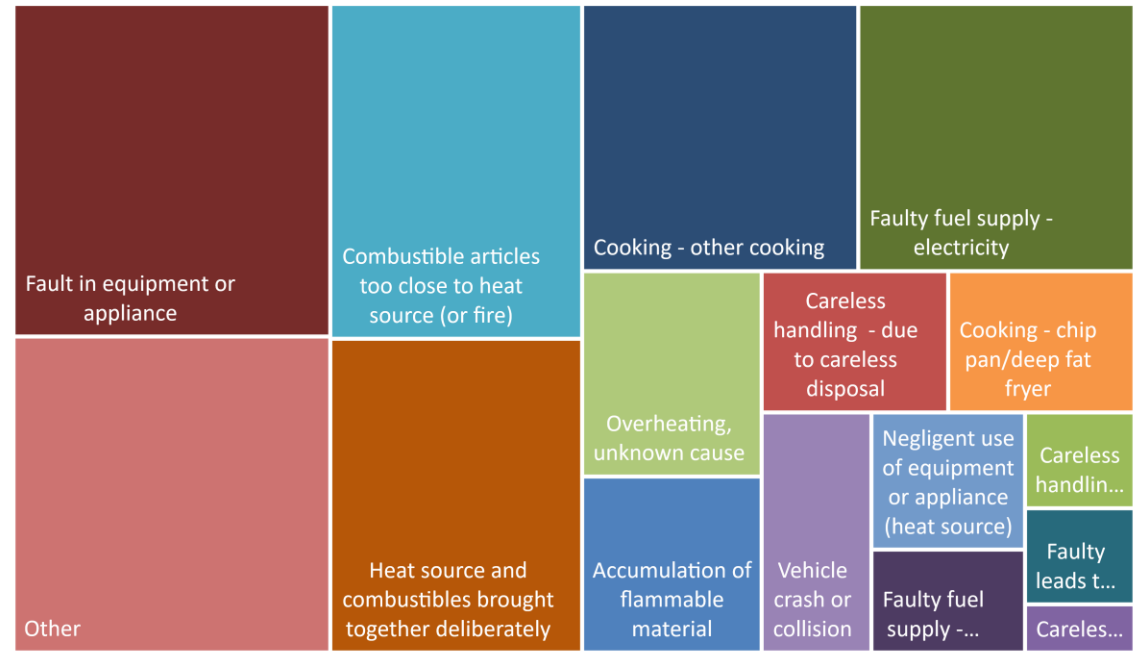 Fault in equipment or
appliance
Other
Combustible articles
too close to heat
source (or fire)
Heat source and
combustibles brought
together deliberately
Cooking - other cooking
Faulty fuel supply -
electricity
Overheating,
unknown cause
Accumulation of
flammable
material
Careless
handling - due
to careless
disposal
Cooking - chip
pan/deep fat
fryer
Vehicle
crash or
collision
Negligent use
of equipment
or appliance
(heat source)
Faulty fuel
supply -...
Careless
handlin...
Faulty
leads t...
Careles...